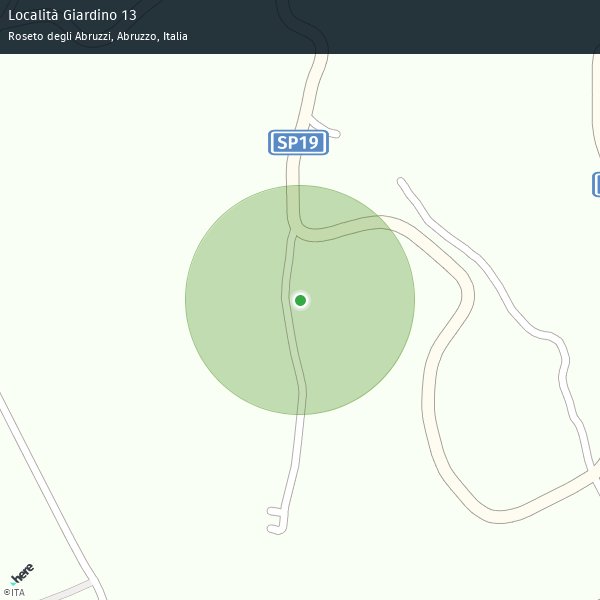 Località Giardino 13
Roseto degli Abruzzi, Abruzzo, Italia
SP19
here
©ITA